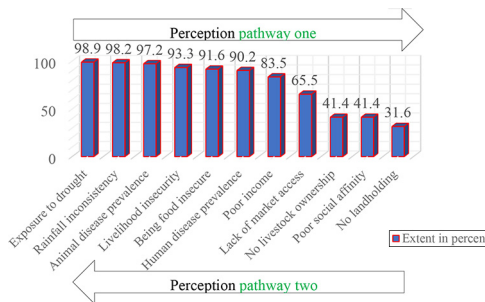 Perception pathway one
98.9 98.2 97.2 93.3 91.6 90.2 83.5 65.5 41.4 41.4 31.6
100
50
0
Exposure to drought
Rainfall inconsistency
Animal disease prevalence
Livelihood insecurity
Being food insecure
Human disease prevalence
Poor income
Lack of market access
No livestock ownership
Poor social affinity
No landholding
Extent in percen
Perception pathway two